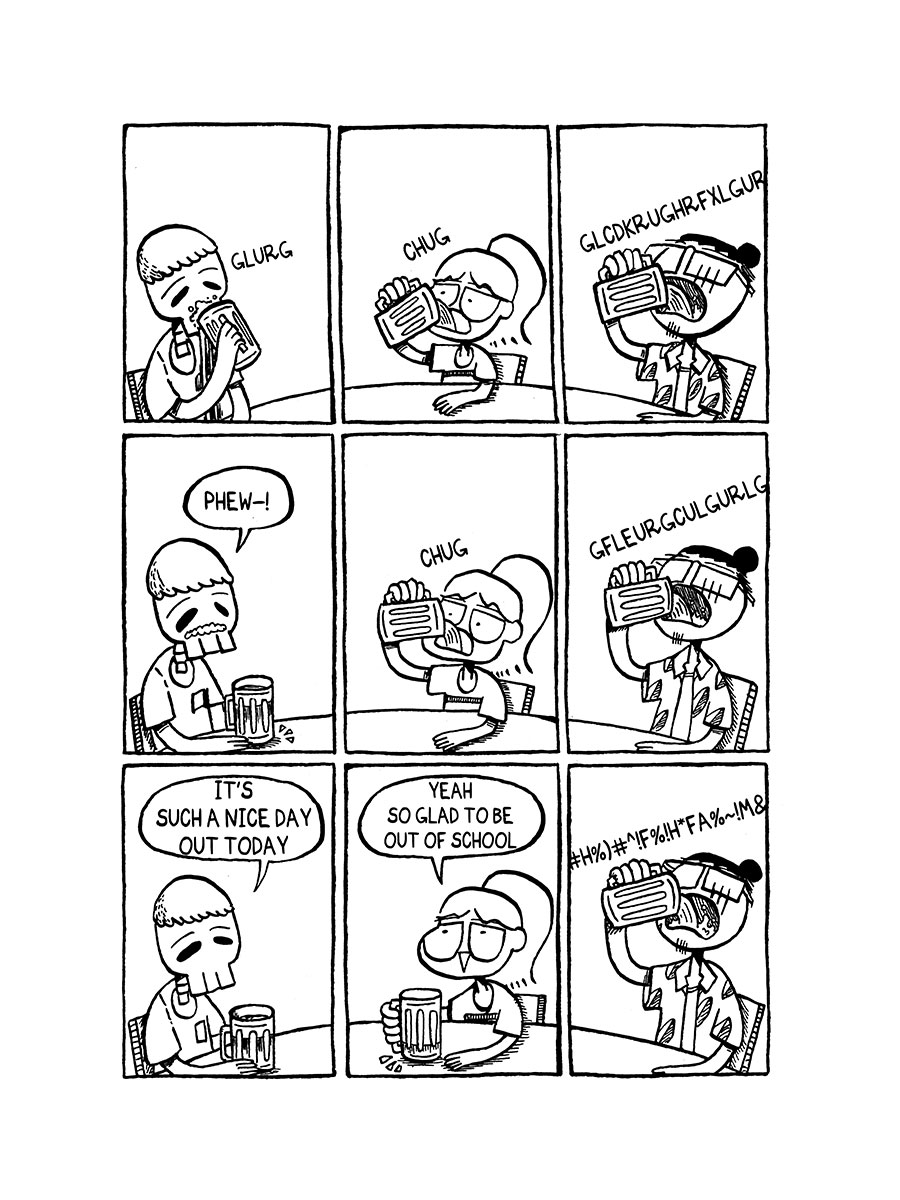 GLURG
CHUG
GLCDKRUGHRFXLGUR
PHEW—!
CHUG
GFLEURGCULGURLG
IT'S
SUCH A NICE DAY
OUT TODAY
YEAH
SO GLAD TO BE
OUT OF SCHOOL
#H%)#^!F%!H*FA%~!M&